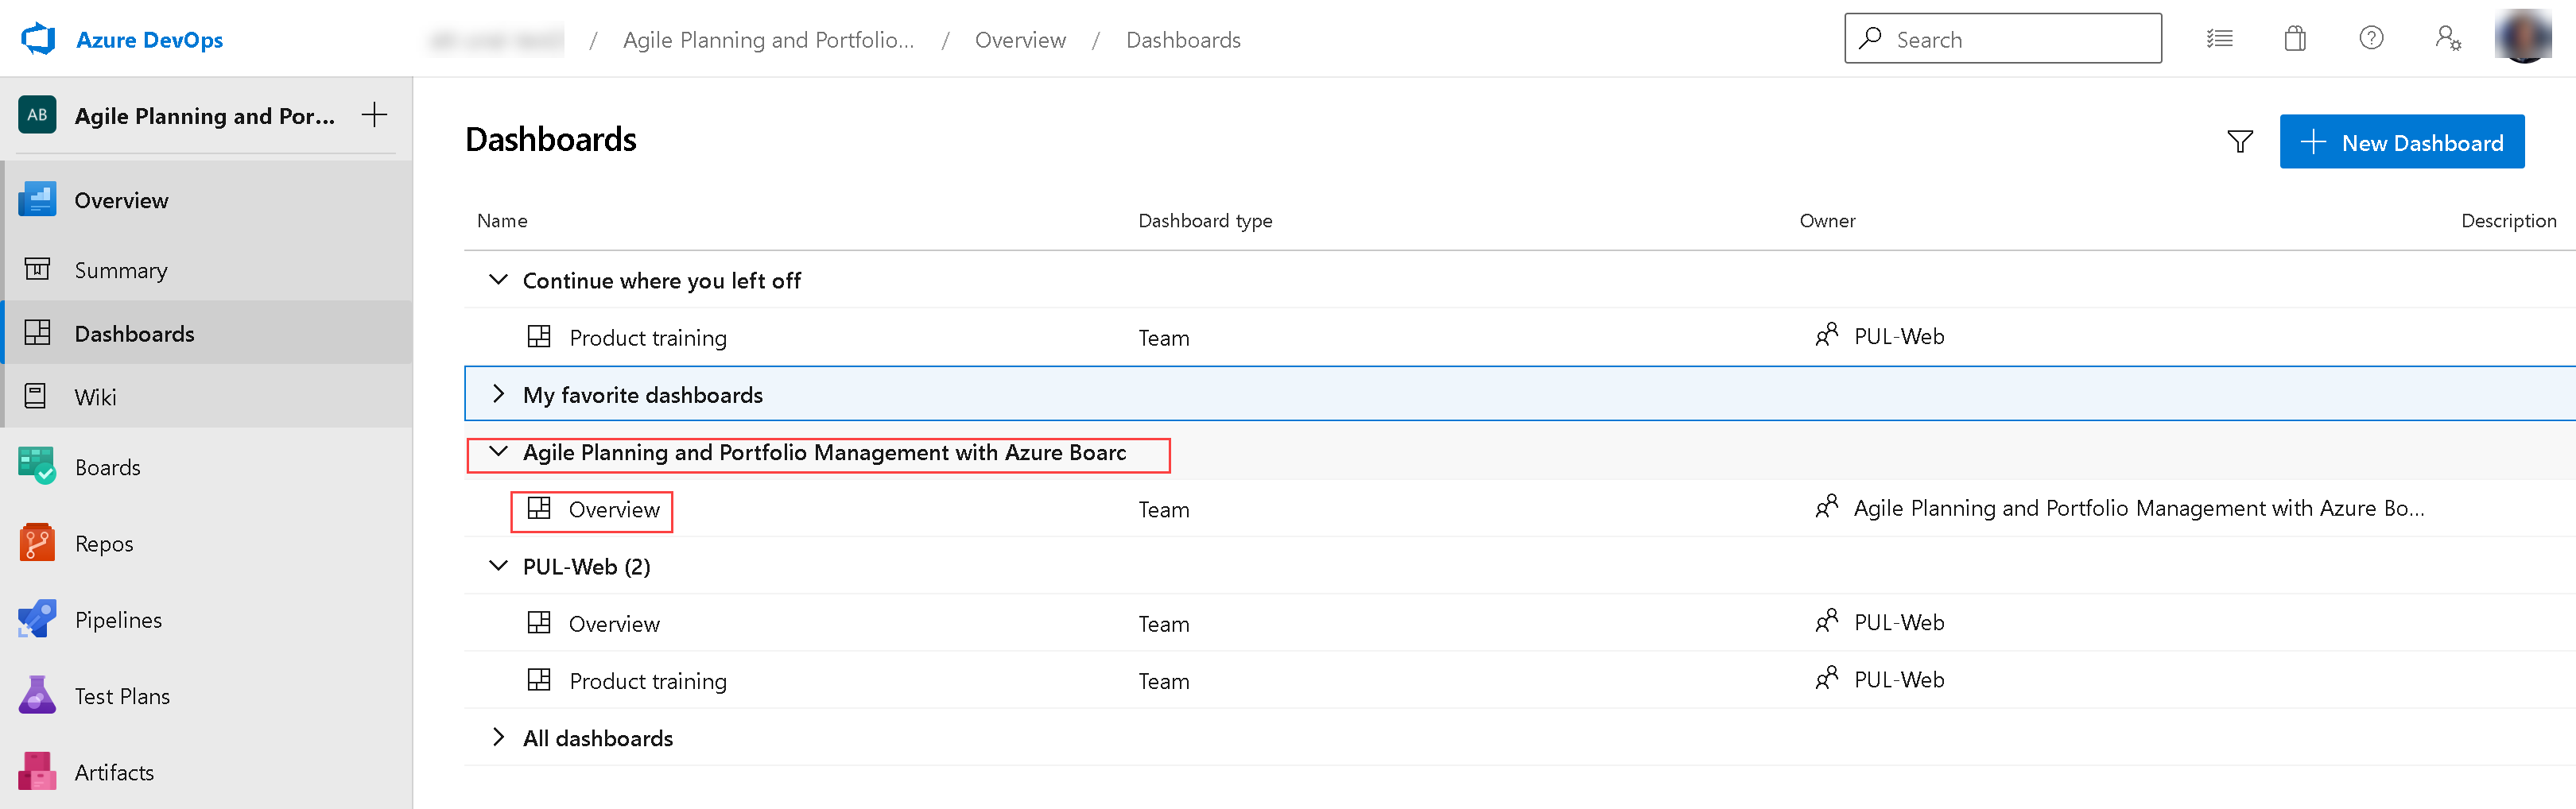 Azure DevOps / Agile Planning and Portfolio... / Overview / Dashboards Search
AB Agile Planning and Por...
Overview
Summary
Dashboards
Wiki
Boards
Repos
Pipelines
Test Plans
Artifacts
Dashboards
New Dashboard
Name Dashboard type Owner Description
Continue where you left off
Product training Team PUL-Web
My favorite dashboards
Agile Planning and Portfolio Management with Azure Boarc
Overview Team Agile Planning and Portfolio Management with Azure Bo...
PUL-Web (2)
Overview Team PUL-Web
Product training Team PUL-Web
All dashboards